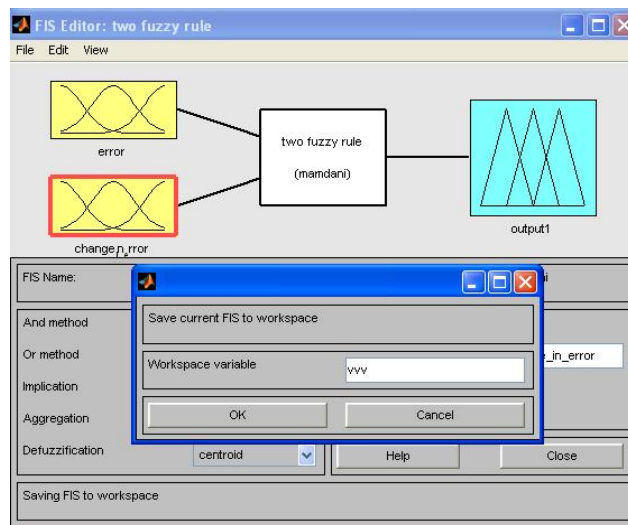 FIS Editor: two fuzzy rule
File Edit View
error
two fuzzy rule
(mamdani)
output1
FIS Name:
Save current FIS to workspace
And method
Workspace variable
vvv
Or method
_in_error
Implication
OK
Cancel
Aggregation
Defuzzification
centroid
Help
Close
Saving FIS to workspace